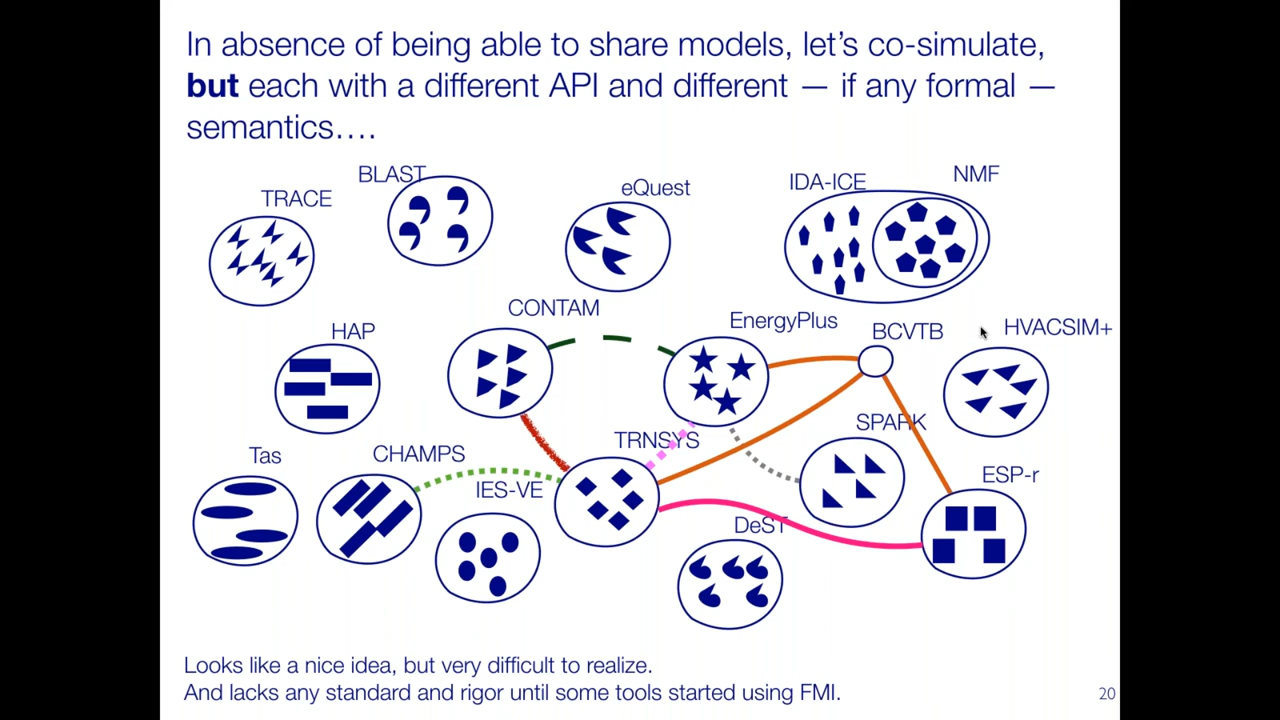 In absence of being able to share models, let’s co-simulate,
but each with a different API and different — if any formal —
semantics….
BLAST
TRACE
eQuest
IDA-ICE
NMF
CONTAM
HAP
EnergyPlus
BCVTB
HVACSIM+
Tas
CHAMPS
TRNSYS
SPARK
IES-VE
ESP-r
DeST
Looks like a nice idea, but very difficult to realize.
And lacks any standard and rigor until some tools started using FMI.
20